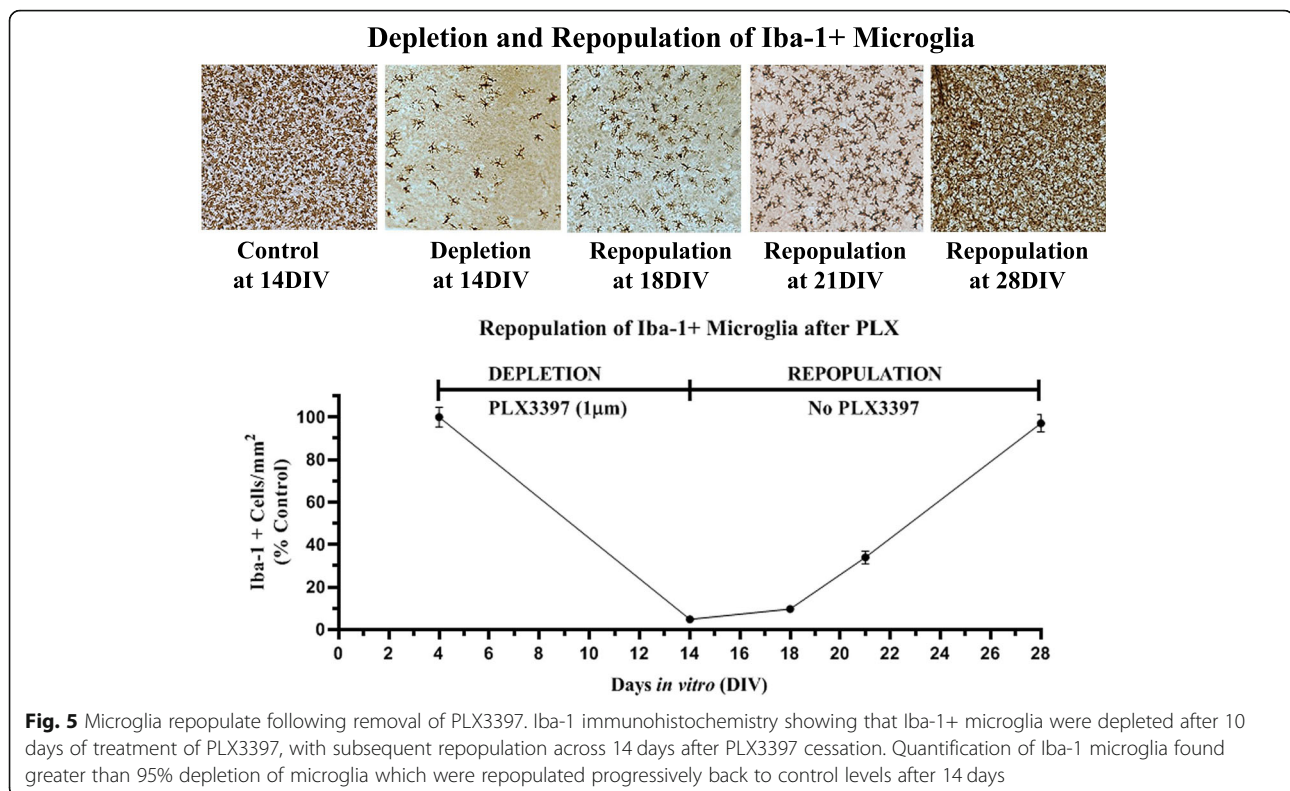 Depletion and Repopulation of Iba-1+ Microglia
Control
at 14DIV
Depletion
at 14DIV
Repopulation
at 18DIV
Repopulation
at 21DIV
Repopulation
at 28DIV
Repopulation of Iba-1+ Microglia after PLX
DEPLETION
REPOPULATION
PLX3397 (1μm)
No PLX3397
Iba-1 + Cells/mm²
(% Control)
100
80
60
40
20
0
0 2 4 6 8 10 12 14 16 18 20 22 24 26 28
Days in vitro (DIV)
Fig. 5 Microglia repopulate following removal of PLX3397. Iba-1 immunohistochemistry showing that Iba-1+ microglia were depleted after 10
days of treatment of PLX3397, with subsequent repopulation across 14 days after PLX3397 cessation. Quantification of Iba-1 microglia found
greater than 95% depletion of microglia which were repopulated progressively back to control levels after 14 days